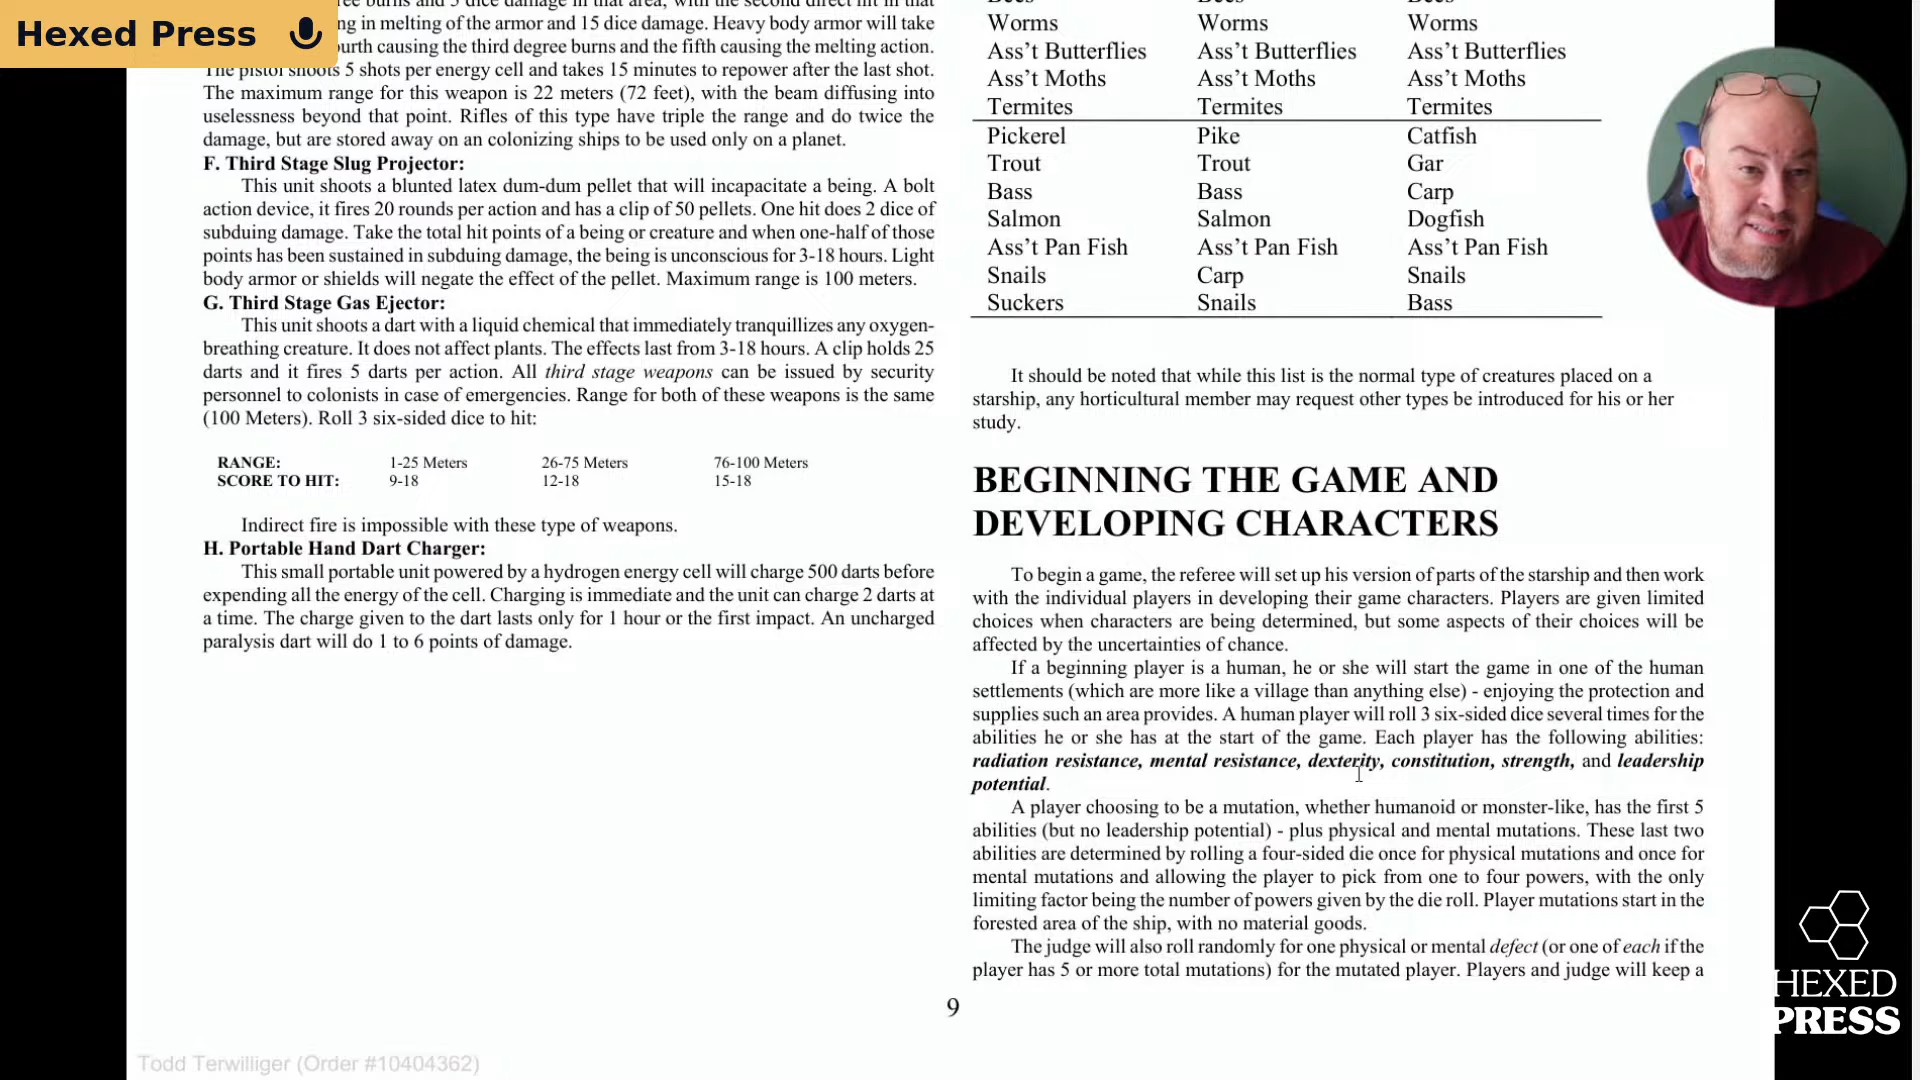 Hexed Press
ree burns and 5 dice damage in that area, with the second direct hit in that
ng in melting of the armor and 15 dice damage. Heavy body armor will take
ourth causing the third degree burns and the fifth causing the melting action.
The pistol shoots 5 shots per energy cell and takes 15 minutes to repower after the last shot.
The maximum range for this weapon is 22 meters (72 feet), with the beam diffusing into
uselessness beyond that point. Rifles of this type have triple the range and do twice the
damage, but are stored away on an colonizing ships to be used only on a planet.
F. Third Stage Slug Projector:
This unit shoots a blunted latex dum-dum pellet that will incapacitate a being. A bolt
action device, it fires 20 rounds per action and has a clip of 50 pellets. One hit does 2 dice of
subduing damage. Take the total hit points of a being or creature and when one-half of those
points has been sustained in subduing damage, the being is unconscious for 3-18 hours. Light
body armor or shields will negate the effect of the pellet. Maximum range is 100 meters.
G. Third Stage Gas Ejector:
This unit shoots a dart with a liquid chemical that immediately tranquillizes any oxygen-
breathing creature. It does not affect plants. The effects last from 3-18 hours. A clip holds 25
darts and it fires 5 darts per action. All third stage weapons can be issued by security
personnel to colonists in case of emergencies. Range for both of these weapons is the same
(100 Meters). Roll 3 six-sided dice to hit:
RANGE: 1-25 Meters 26-75 Meters 76-100 Meters
SCORE TO HIT: 9-18 12-18 15-18
Indirect fire is impossible with these type of weapons.
H. Portable Hand Dart Charger:
This small portable unit powered by a hydrogen energy cell will charge 500 darts before
expending all the energy of the cell. Charging is immediate and the unit can charge 2 darts at
a time. The charge given to the dart lasts only for 1 hour or the first impact. An uncharged
paralysis dart will do 1 to 6 points of damage.
Bees Bees Bees
Worms Worms Worms
Ass't Butterflies Ass't Butterflies Ass't Butterflies
Ass't Moths Ass't Moths Ass't Moths
Termites Termites Termites
Pickerel Pike Catfish
Trout Trout Gar
Bass Bass Carp
Salmon Salmon Dogfish
Ass't Pan Fish Ass't Pan Fish Ass't Pan Fish
Snails Carp Snails
Suckers Snails Bass
It should be noted that while this list is the normal type of creatures placed on a
starship, any horticultural member may request other types be introduced for his or her
study.
BEGINNING THE GAME AND
DEVELOPING CHARACTERS
To begin a game, the referee will set up his version of parts of the starship and then work
with the individual players in developing their game characters. Players are given limited
choices when characters are being determined, but some aspects of their choices will be
affected by the uncertainties of chance.
If a beginning player is a human, he or she will start the game in one of the human
settlements (which are more like a village than anything else) - enjoying the protection and
supplies such an area provides. A human player will roll 3 six-sided dice several times for the
abilities he or she has at the start of the game. Each player has the following abilities:
radiation resistance, mental resistance, dexterity, constitution, strength, and leadership
potential.
A player choosing to be a mutation, whether humanoid or monster-like, has the first 5
abilities (but no leadership potential) - plus physical and mental mutations. These last two
abilities are determined by rolling a four-sided die once for physical mutations and once for
mental mutations and allowing the player to pick from one to four powers, with the only
limiting factor being the number of powers given by the die roll. Player mutations start in the
forested area of the ship, with no material goods.
The judge will also roll randomly for one physical or mental defect (or one of each if the
player has 5 or more total mutations) for the mutated player. Players and judge will keep a
9
Todd Terwilliger (Order #10404362)
HEXED
PRESS